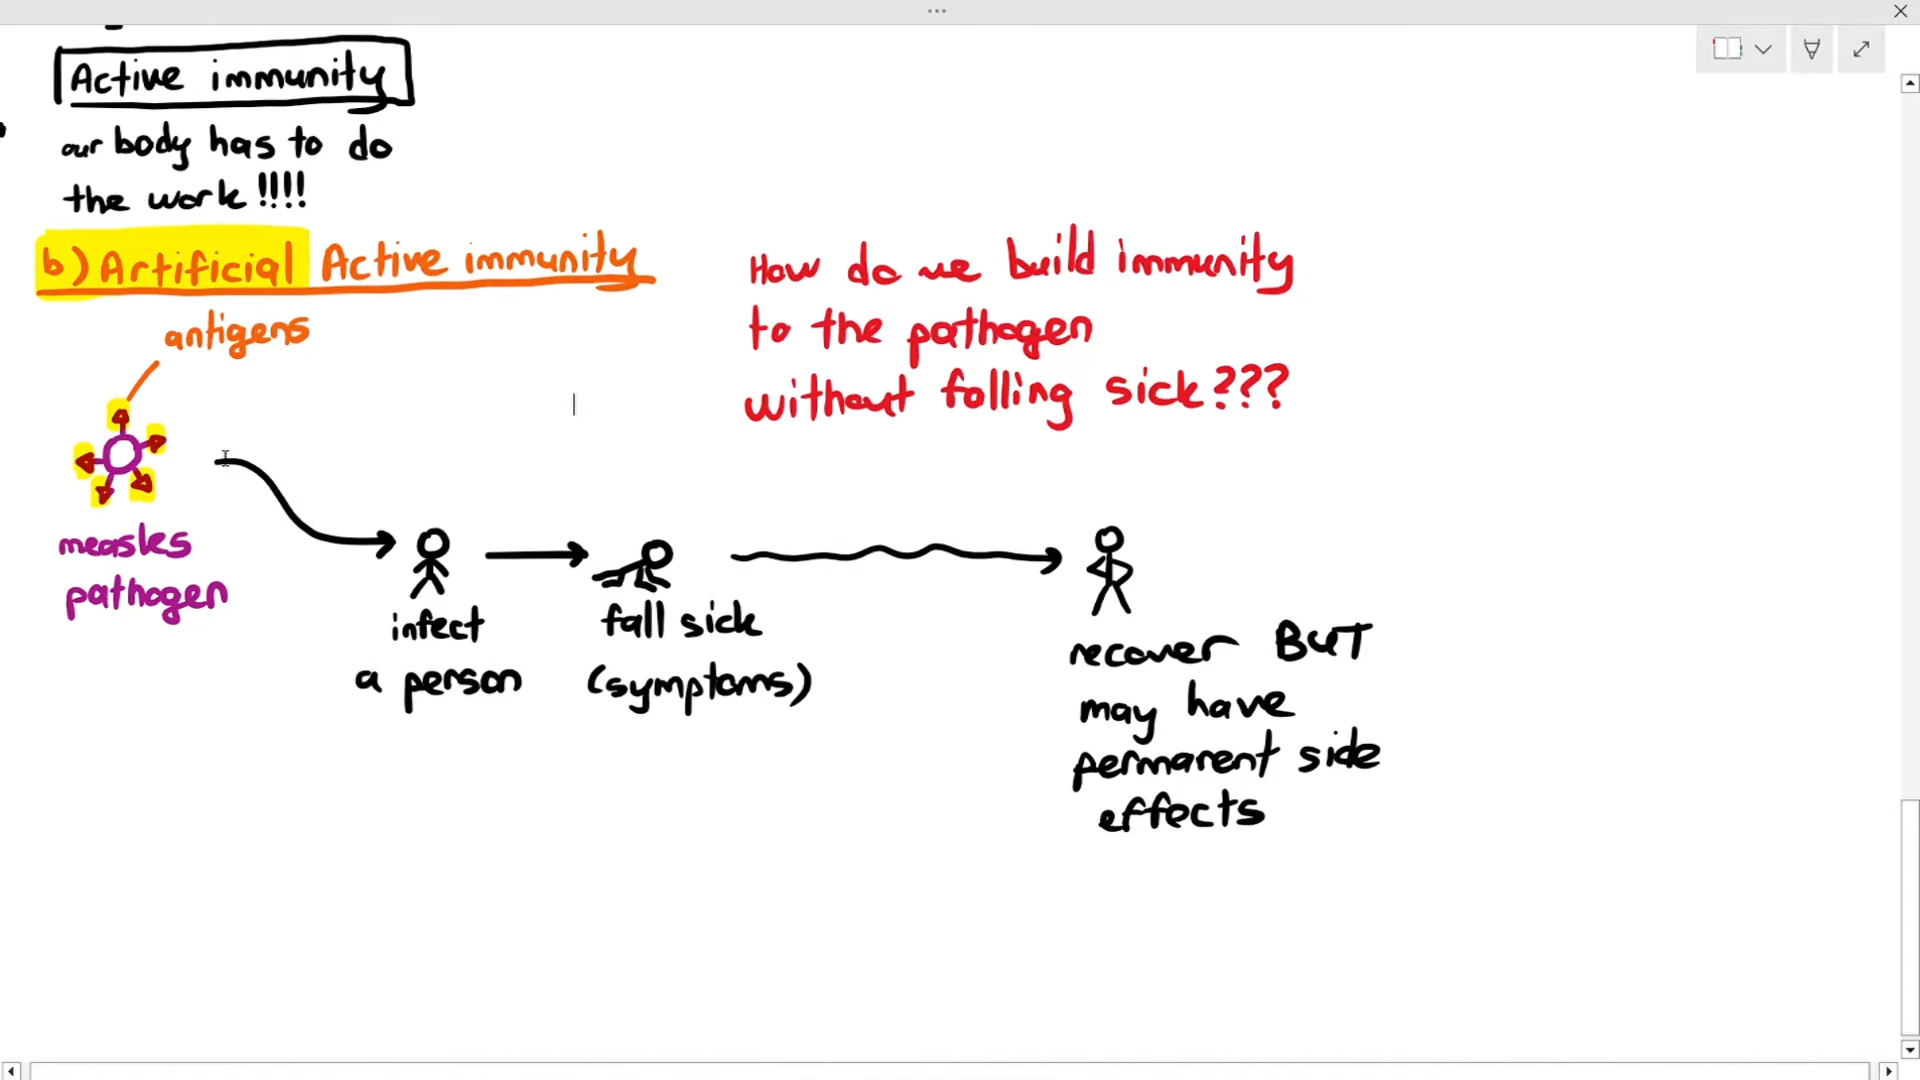 Active immunity
our body has to do
the work !!!!
b) Artificial Active immunity
How do we build immunity
to the pathogen
without falling sick???
antigens
measles
pathogen
infect
a person
fall sick
(symptoms)
recover BUT
may have
permanent side
effects